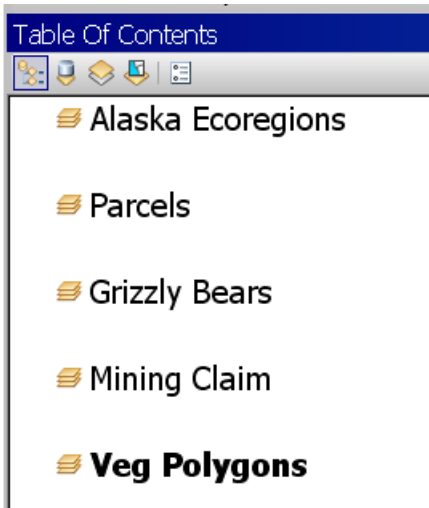 Table Of Contents
Alaska Ecoregions
Parcels
Grizzly Bears
Mining Claim
Veg Polygons